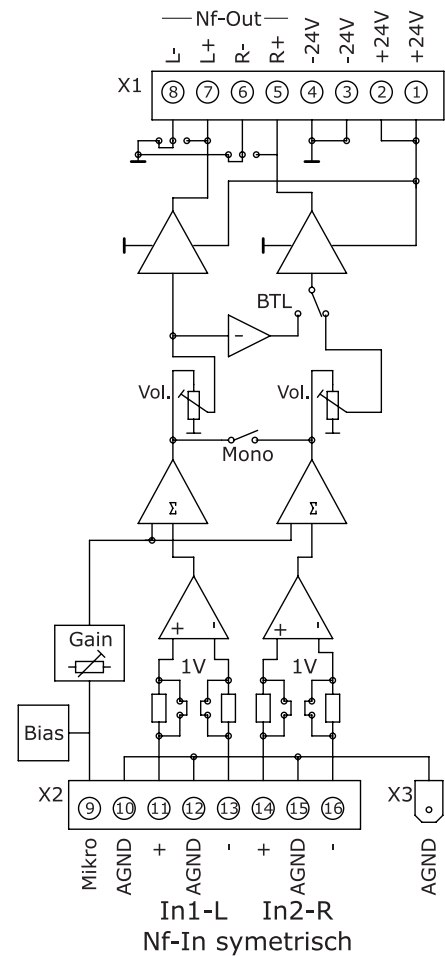 Nf-Out
L- L+ R- R+ -24V -24V +24V +24V
X1 8 7 6 5 4 3 2 1
BTL
-
Vol. Vol.
Mono
Σ Σ
Gain
+ - + -
1V 1V
Bias
X2 9 10 11 12 13 14 15 16 X3
Mikro AGND + AGND - + AGND - AGND
In1-L In2-R
Nf-In symetrisch